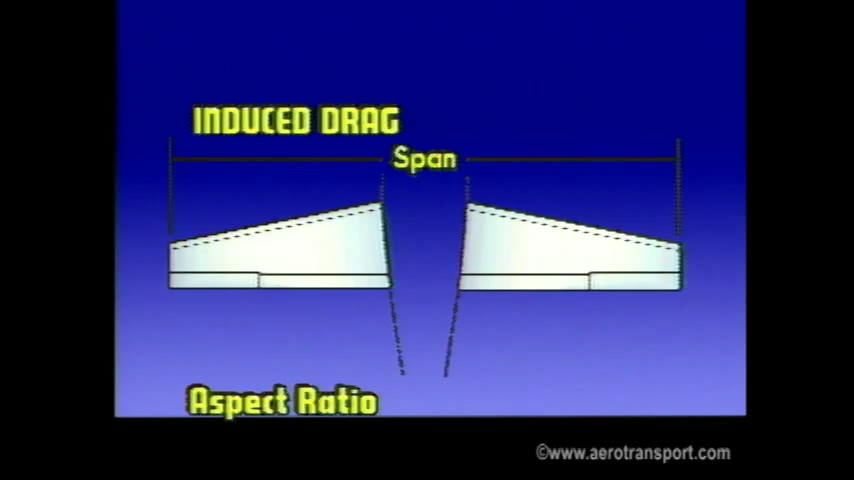 INDUCED DRAG
Span
Aspect Ratio
©www.aerotransport.com